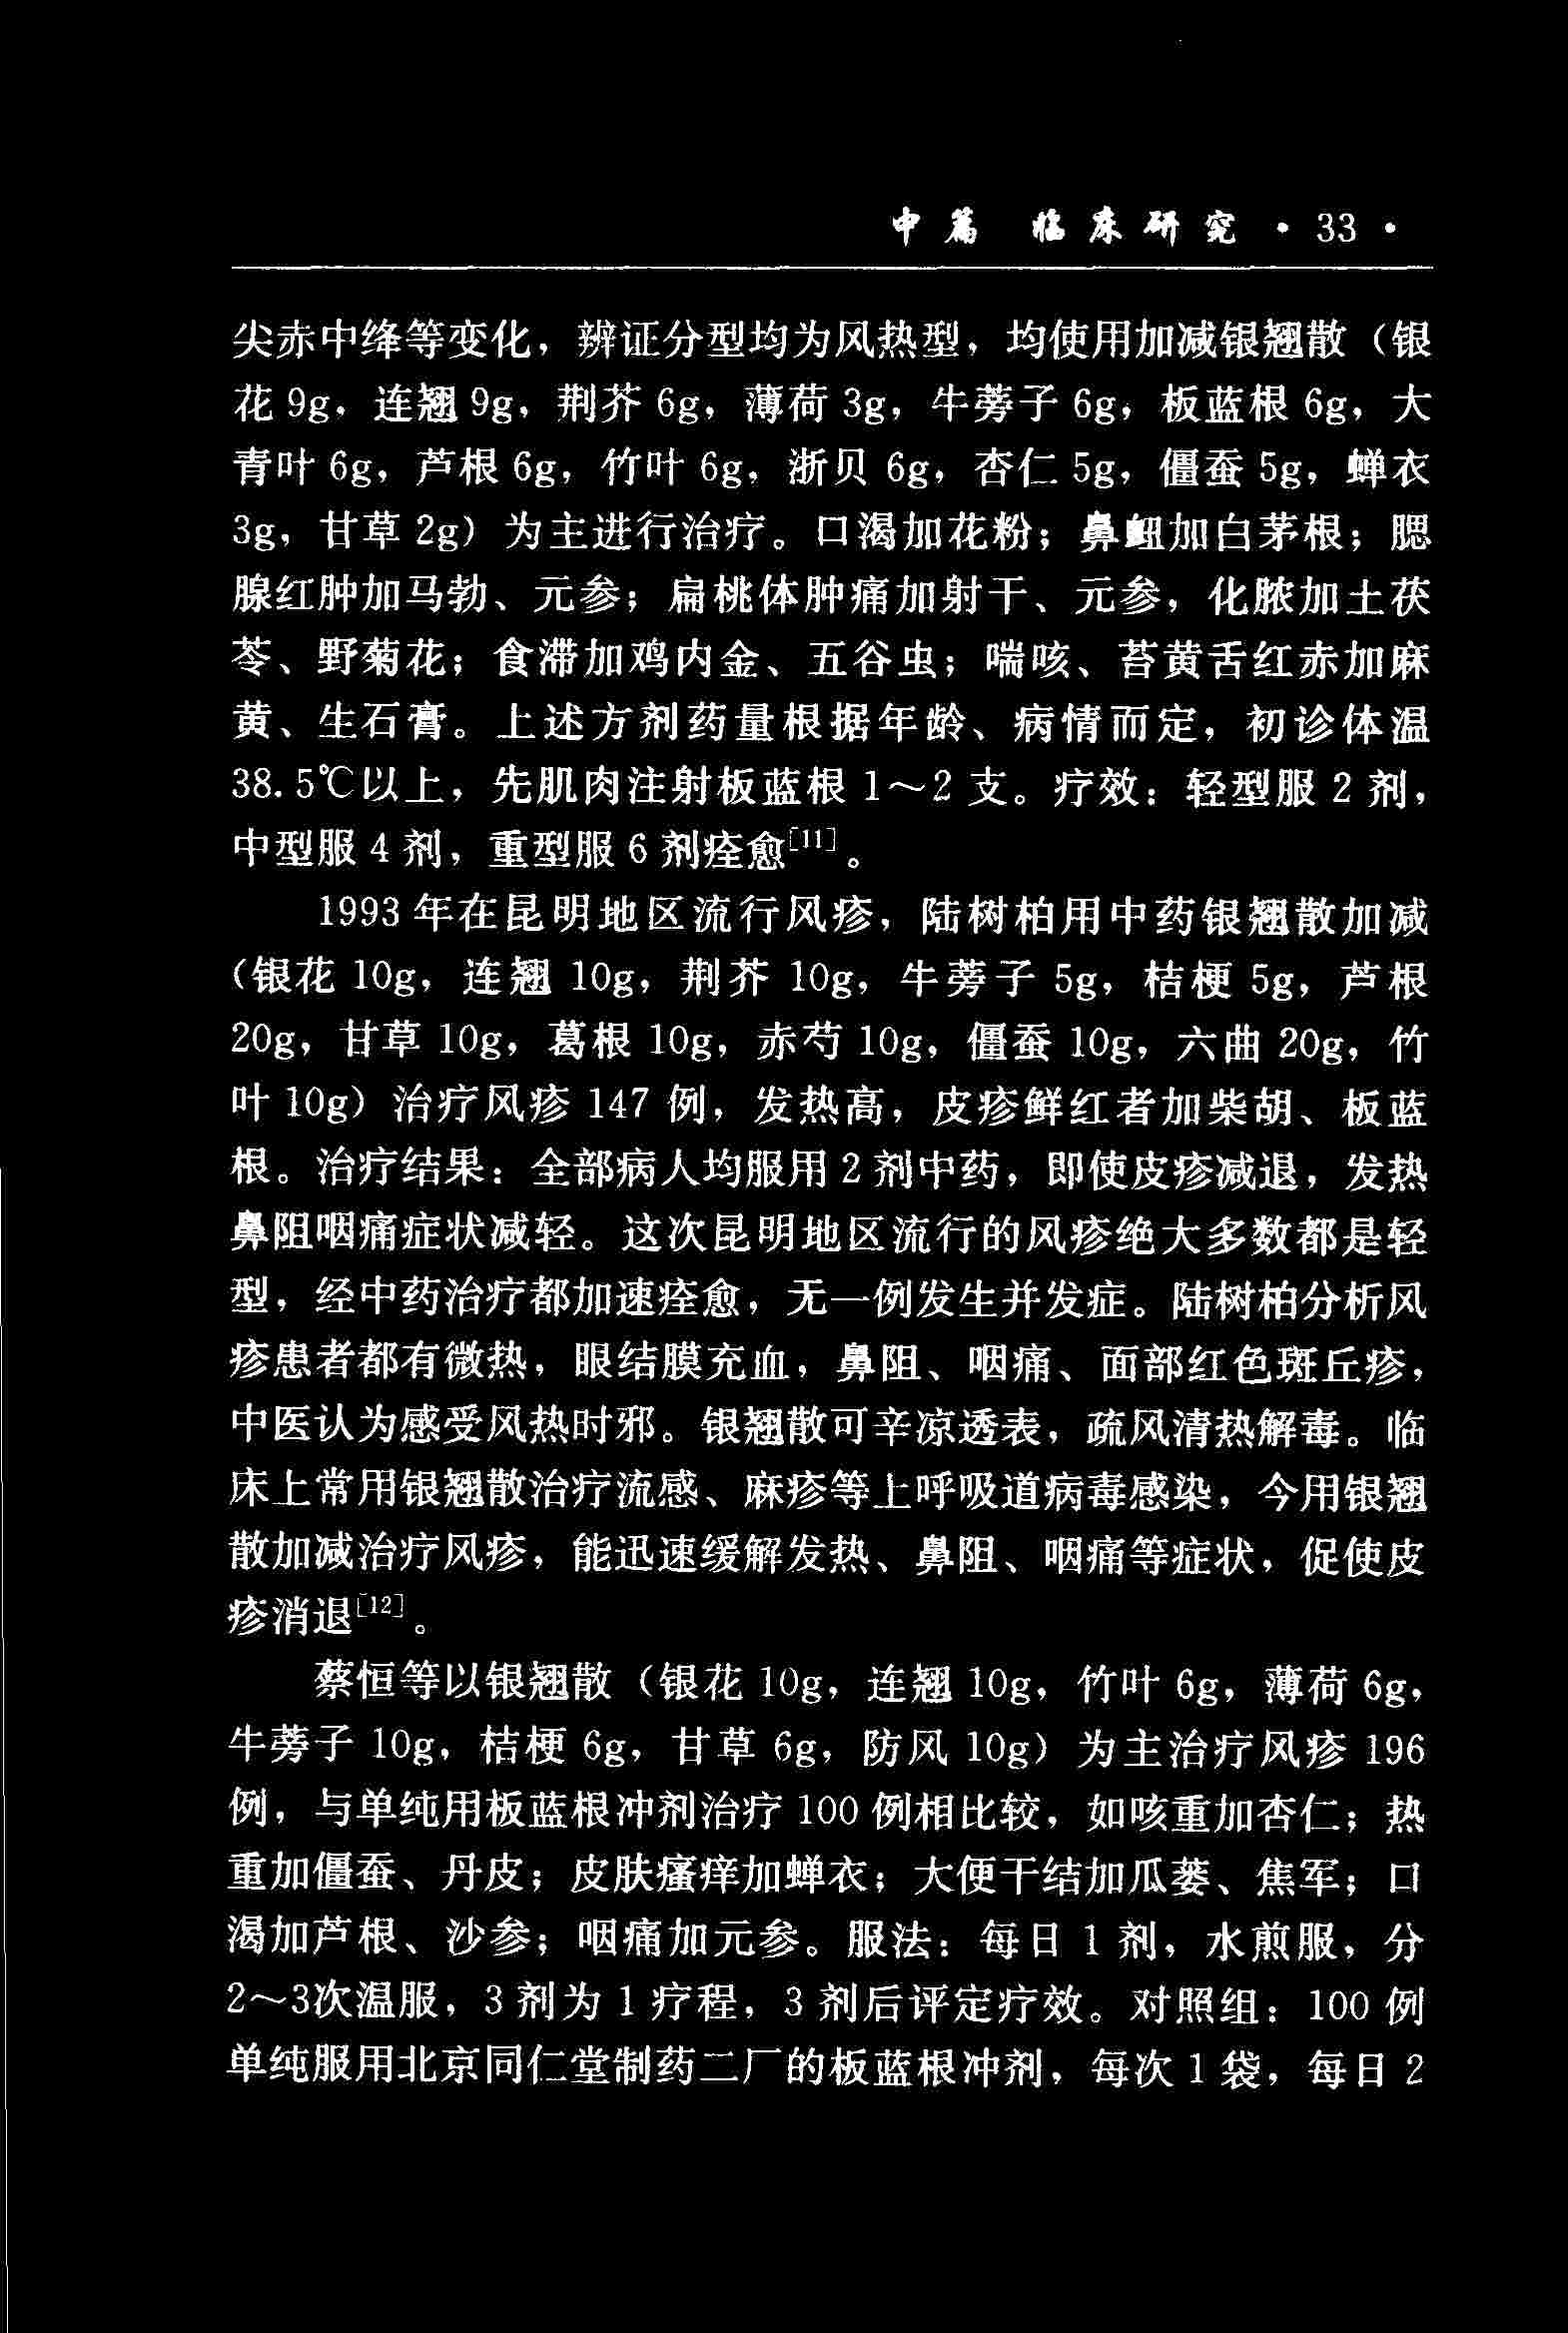 中篇 临床研究 · 33 ·
尖赤中绛等变化，辨证分型均为风热型，均使用加减银翘散（银
花 9g，连翘 9g，荆芥 6g，薄荷 3g，牛蒡子 6g，板蓝根 6g，大
青叶 6g，芦根 6g，竹叶 6g，浙贝 6g，杏仁 5g，僵蚕 5g，蝉衣
3g，甘草 2g）为主进行治疗。口渴加花粉；鼻衄加白茅根；腮
腺红肿加马勃、元参；扁桃体肿痛加射干、元参，化脓加土茯
苓、野菊花；食滞加鸡内金、五谷虫；喘咳、苔黄舌红赤加麻
黄、生石膏。上述方剂药量根据年龄、病情而定，初诊体温
38.5℃以上，先肌肉注射板蓝根 1～2 支。疗效：轻型服 2 剂，
中型服 4 剂，重型服 6 剂痊愈[11]。
1993 年在昆明地区流行风疹，陆树柏用中药银翘散加减
（银花 10g，连翘 10g，荆芥 10g，牛蒡子 5g，桔梗 5g，芦根
20g，甘草 10g，葛根 10g，赤芍 10g，僵蚕 10g，六曲 20g，竹
叶 10g）治疗风疹 147 例，发热高，皮疹鲜红者加柴胡、板蓝
根。治疗结果：全部病人均服用 2 剂中药，即使皮疹减退，发热
鼻阻咽痛症状减轻。这次昆明地区流行的风疹绝大多数都是轻
型，经中药治疗都加速痊愈，无一例发生并发症。陆树柏分析风
疹患者都有微热，眼结膜充血，鼻阻、咽痛、面部红色斑丘疹，
中医认为感受风热时邪。银翘散可辛凉透表，疏风清热解毒。临
床上常用银翘散治疗流感、麻疹等上呼吸道病毒感染，今用银翘
散加减治疗风疹，能迅速缓解发热、鼻阻、咽痛等症状，促使皮
疹消退[12]。
蔡恒等以银翘散（银花 10g，连翘 10g，竹叶 6g，薄荷 6g，
牛蒡子 10g，桔梗 6g，甘草 6g，防风 10g）为主治疗风疹 196
例，与单纯用板蓝根冲剂治疗 100 例相比较，如咳重加杏仁；热
重加僵蚕、丹皮；皮肤瘙痒加蝉衣；大便干结加瓜蒌、焦军；口
渴加芦根、沙参；咽痛加元参。服法：每日 1 剂，水煎服，分
2～3次温服，3 剂为 1 疗程，3 剂后评定疗效。对照组：100 例
单纯服用北京同仁堂制药二厂的板蓝根冲剂，每次 1 袋，每日 2